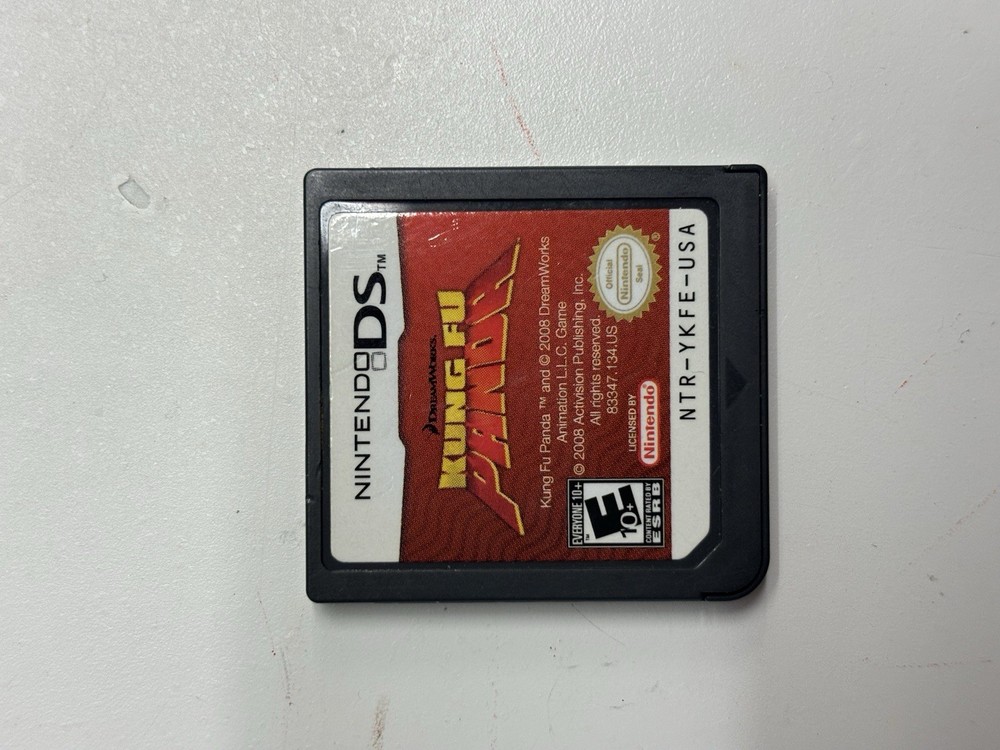 NINTENDODS™
DREAMWORKS
KUNG FU
PANDA
Kung Fu Panda ™ and © 2008 DreamWorks
Animation L.L.C. Game
© 2008 Activision Publishing, Inc.
All rights reserved.
83347.134.US
EVERYONE 10+
E
10+
™
CONTENT RATED BY
ESRB
LICENSED BY
Nintendo®
Official
Nintendo
Seal
®
NTR-YKFE-USA